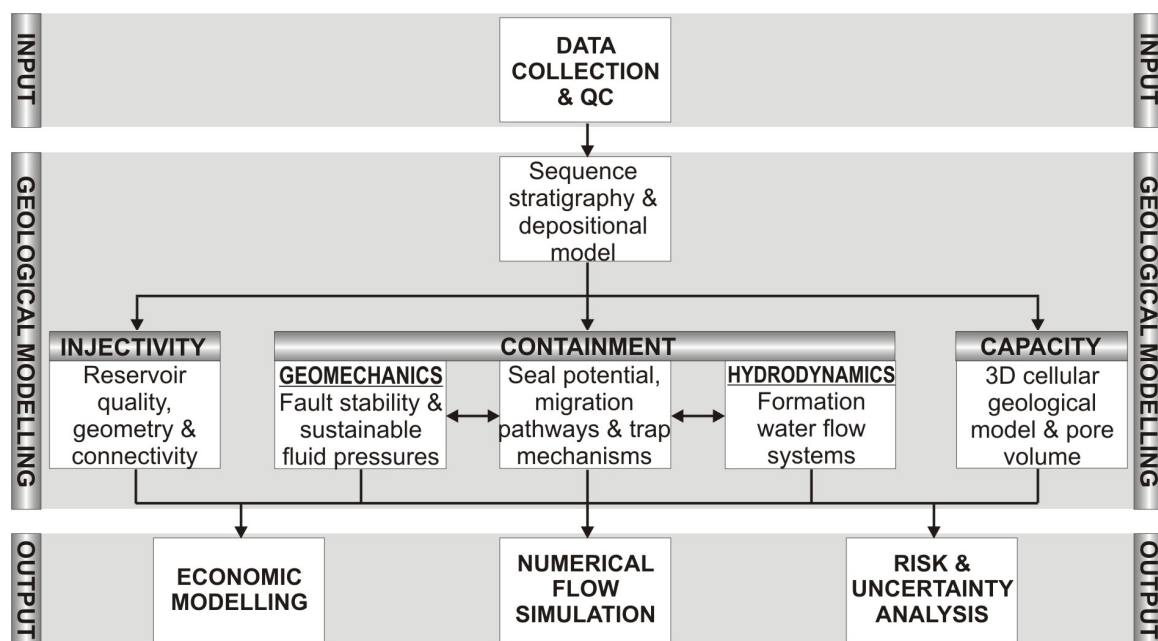 INPUT
DATA
COLLECTION
& QC
INPUT
GEOLOGICAL MODELLING
Sequence
stratigraphy &
depositional
model
GEOLOGICAL MODELLING
INJECTIVITY
Reservoir
quality,
geometry &
connectivity
CONTAINMENT
GEOMECHANICS
Fault stability &
sustainable
fluid pressures
Seal potential,
migration
pathways & trap
mechanisms
HYDRODYNAMICS
Formation
water flow
systems
CAPACITY
3D cellular
geological
model & pore
volume
OUTPUT
ECONOMIC
MODELLING
NUMERICAL
FLOW
SIMULATION
RISK &
UNCERTAINTY
ANALYSIS
OUTPUT